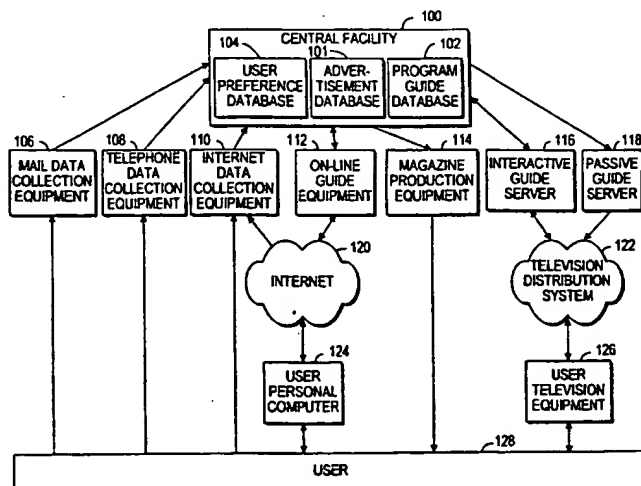 100
CENTRAL FACILITY
104
USER
PREFERENCE
DATABASE
101
ADVER-
TISEMENT
DATABASE
102
PROGRAM
GUIDE
DATABASE
106
MAIL DATA
COLLECTION
EQUIPMENT
108
TELEPHONE
DATA
COLLECTION
EQUIPMENT
110
INTERNET
DATA
COLLECTION
EQUIPMENT
112
ON-LINE
GUIDE
EQUIPMENT
114
MAGAZINE
PRODUCTION
EQUIPMENT
116
INTERACTIVE
GUIDE
SERVER
118
PASSIVE
GUIDE
SERVER
120
INTERNET
122
TELEVISION
DISTRIBUTION
SYSTEM
124
USER
PERSONAL
COMPUTER
126
USER
TELEVISION
EQUIPMENT
128
USER